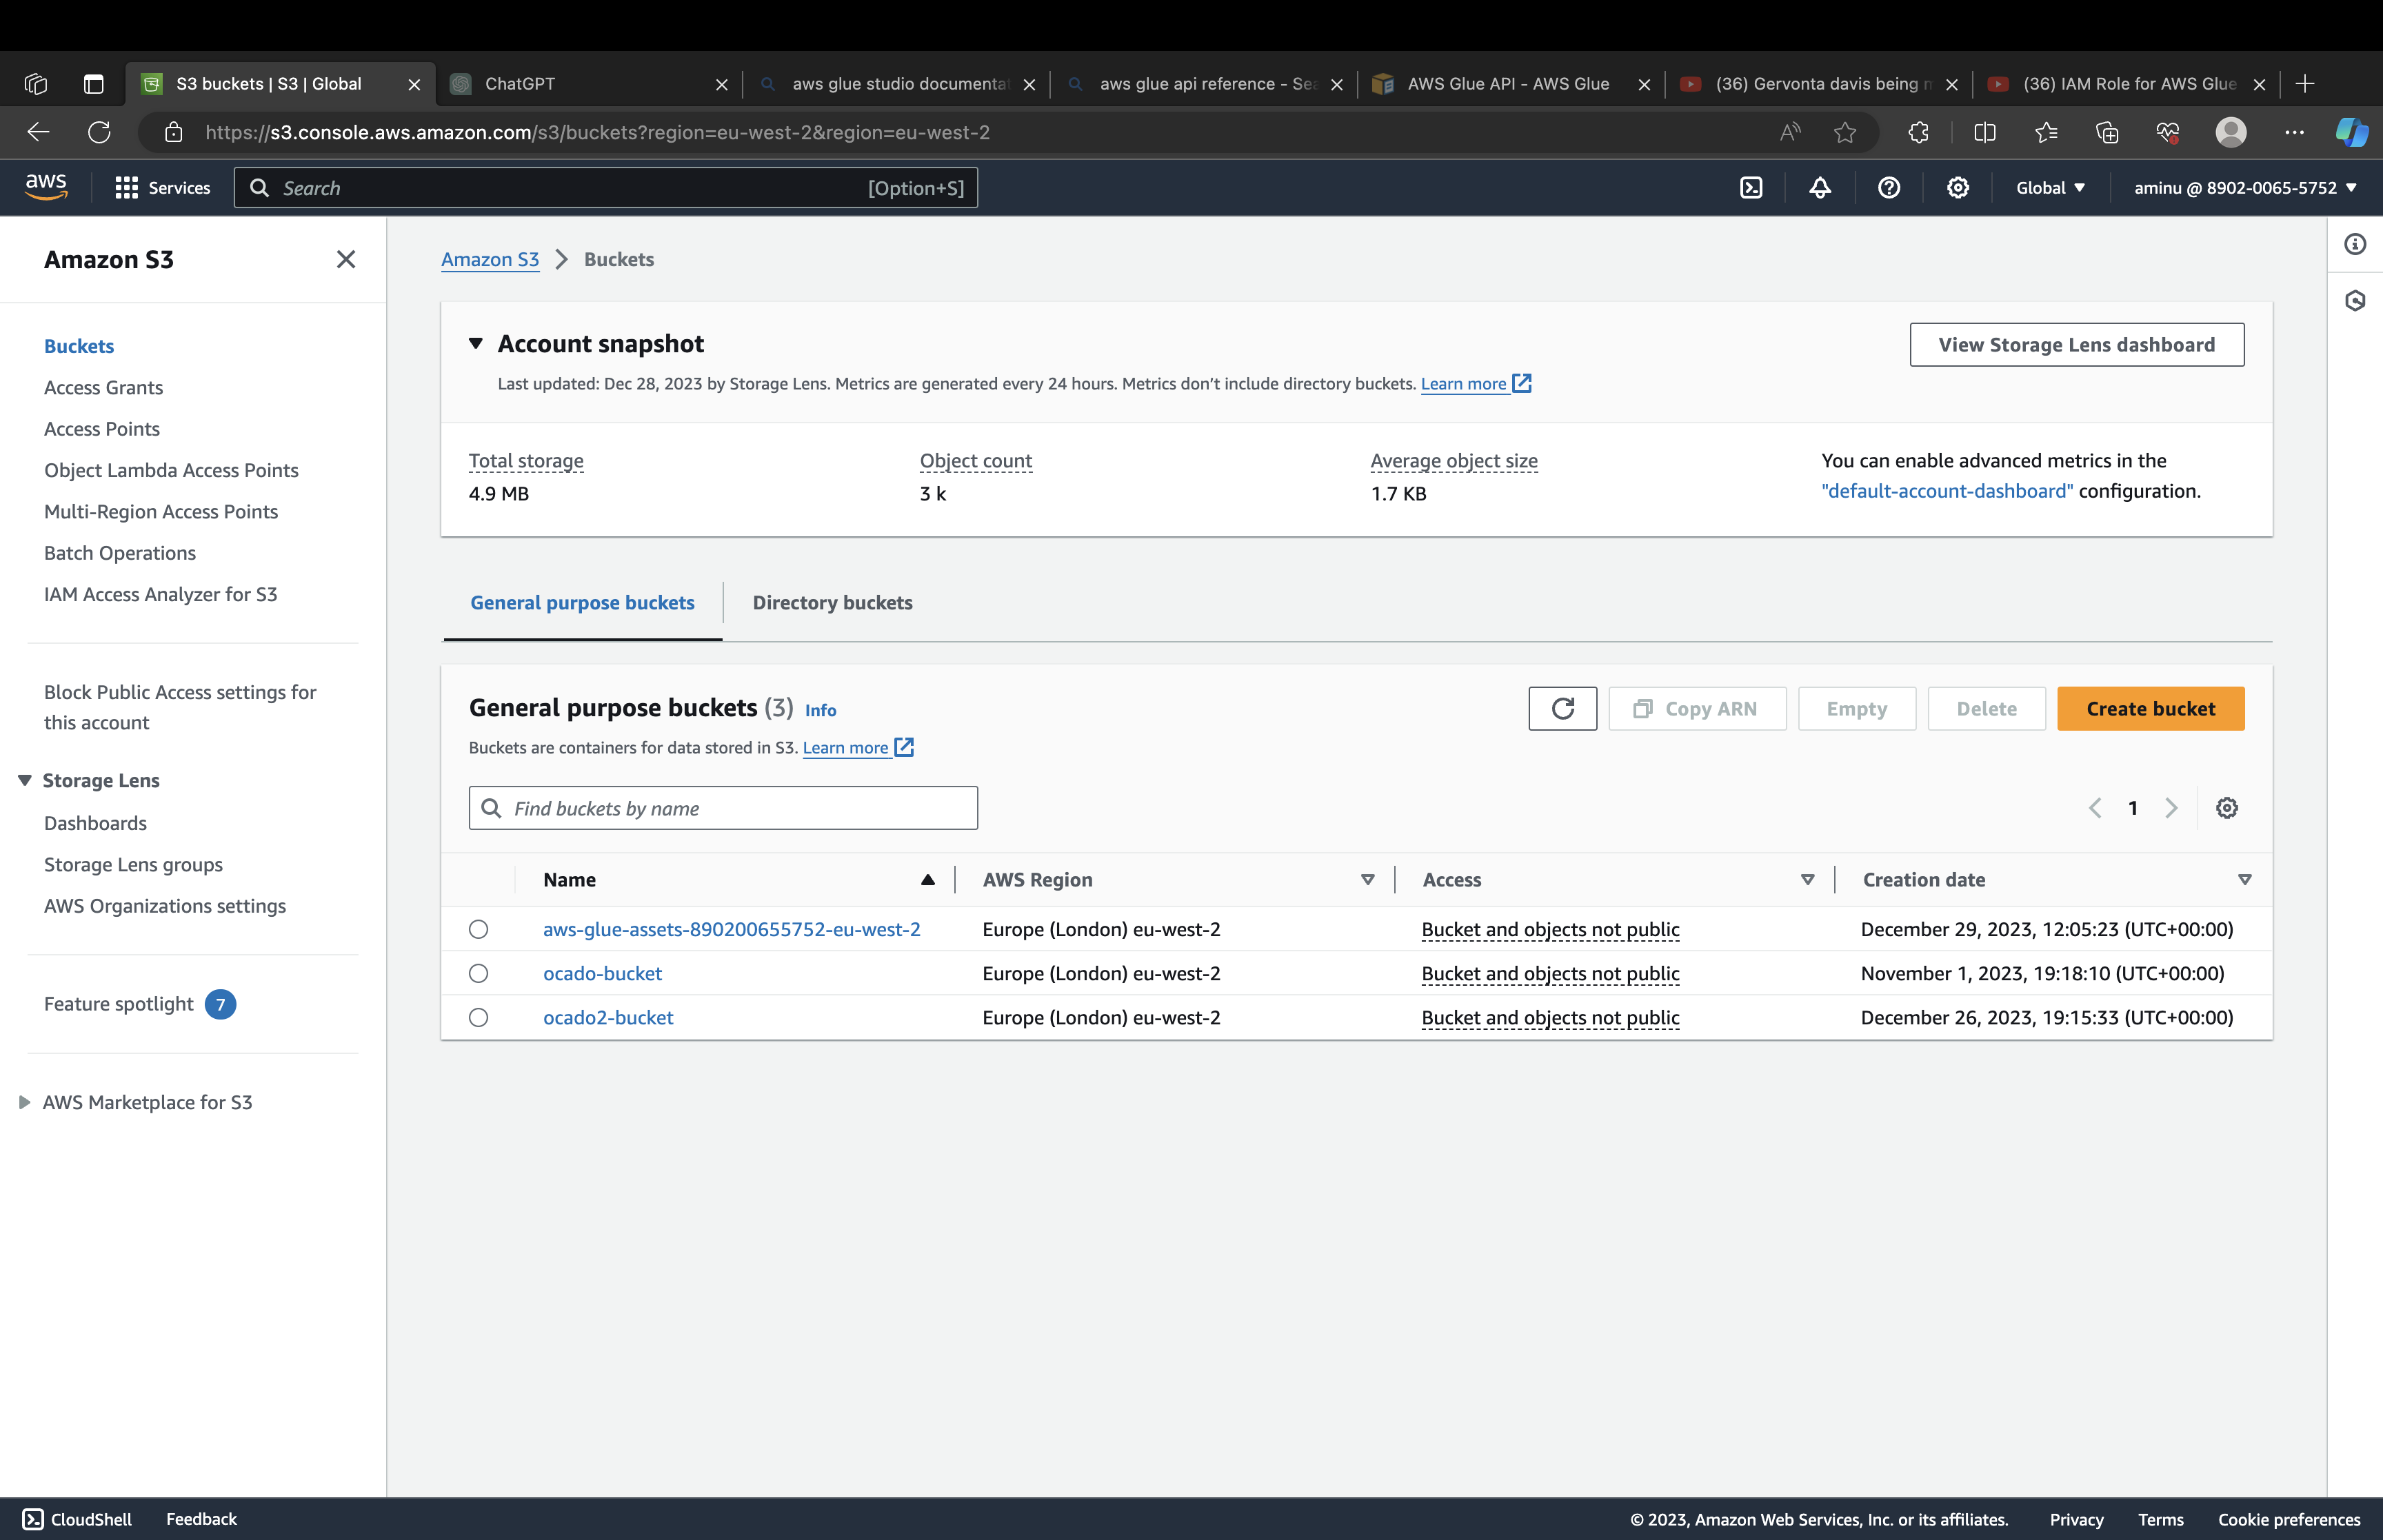 S3 buckets | S3 | Global
ChatGPT
aws glue studio documentat
aws glue api reference - Sea
AWS Glue API - AWS Glue
(36) Gervonta davis being m
(36) IAM Role for AWS Glue
https://s3.console.aws.amazon.com/s3/buckets?region=eu-west-2&region=eu-west-2
aws
Services
Search
[Option+S]
Global
aminu @ 8902-0065-5752
Amazon S3
Buckets
Access Grants
Access Points
Object Lambda Access Points
Multi-Region Access Points
Batch Operations
IAM Access Analyzer for S3
Block Public Access settings for
this account
Storage Lens
Dashboards
Storage Lens groups
AWS Organizations settings
Feature spotlight 7
AWS Marketplace for S3
Amazon S3 > Buckets
Account snapshot
View Storage Lens dashboard
Last updated: Dec 28, 2023 by Storage Lens. Metrics are generated every 24 hours. Metrics don't include directory buckets. Learn more
Total storage
4.9 MB
Object count
3 k
Average object size
1.7 KB
You can enable advanced metrics in the
"default-account-dashboard" configuration.
General purpose buckets
Directory buckets
General purpose buckets (3) Info
Copy ARN
Empty
Delete
Create bucket
Buckets are containers for data stored in S3. Learn more
Find buckets by name
1
Name AWS Region Access Creation date
aws-glue-assets-890200655752-eu-west-2 Europe (London) eu-west-2 Bucket and objects not public December 29, 2023, 12:05:23 (UTC+00:00)
ocado-bucket Europe (London) eu-west-2 Bucket and objects not public November 1, 2023, 19:18:10 (UTC+00:00)
ocado2-bucket Europe (London) eu-west-2 Bucket and objects not public December 26, 2023, 19:15:33 (UTC+00:00)
CloudShell Feedback © 2023, Amazon Web Services, Inc. or its affiliates. Privacy Terms Cookie preferences